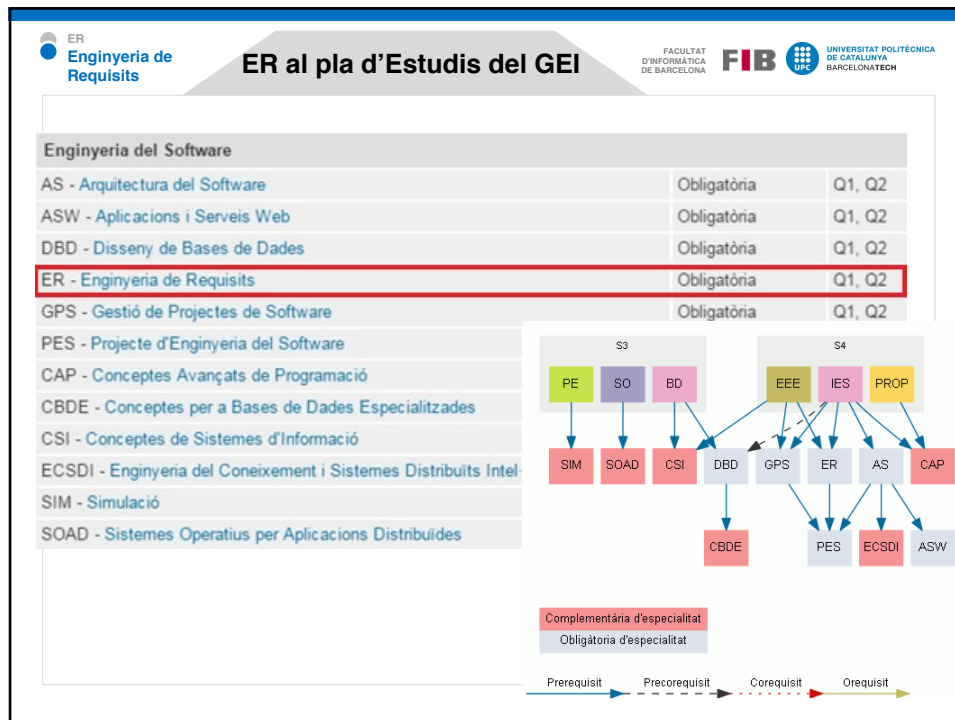 ER
Enginyeria de
Requisits
ER al pla d'Estudis del GEI
FACULTAT
D'INFORMÀTICA
DE BARCELONA
FIB
UPC
UNIVERSITAT POLITÈCNICA
DE CATALUNYA
BARCELONATECH
Enginyeria del Software
AS - Arquitectura del Software Obligatòria Q1, Q2
ASW - Aplicacions i Serveis Web Obligatòria Q1, Q2
DBD - Disseny de Bases de Dades Obligatòria Q1, Q2
ER - Enginyeria de Requisits Obligatòria Q1, Q2
GPS - Gestió de Projectes de Software Obligatòria Q1, Q2
PES - Projecte d'Enginyeria del Software
CAP - Conceptes Avançats de Programació
CBDE - Conceptes per a Bases de Dades Especialitzades
CSI - Conceptes de Sistemes d'Informació
ECSDI - Enginyeria del Coneixement i Sistemes Distribuïts Intel·
SIM - Simulació
SOAD - Sistemes Operatius per Aplicacions Distribuïdes
S3 S4
PE SO BD EEE IES PROP
SIM SOAD CSI DBD GPS ER AS CAP
CBDE PES ECSDI ASW
Complementària d'especialitat
Obligàtoria d'especialitat
Prerequisit Precorequisit Corequisit Orequisit